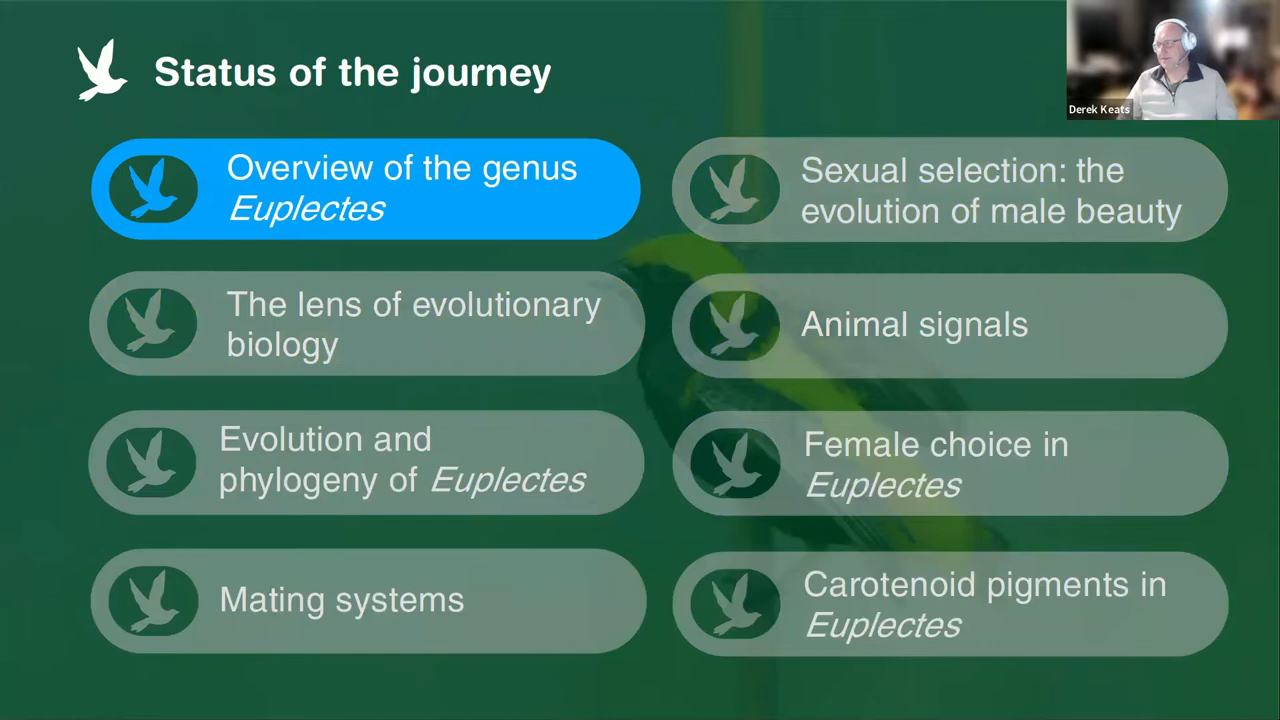 Status of the journey
Derek Keats
Overview of the genus
Euplectes
The lens of evolutionary
biology
Evolution and
phylogeny of Euplectes
Mating systems
Sexual selection: the
evolution of male beauty
Animal signals
Female choice in
Euplectes
Carotenoid pigments in
Euplectes